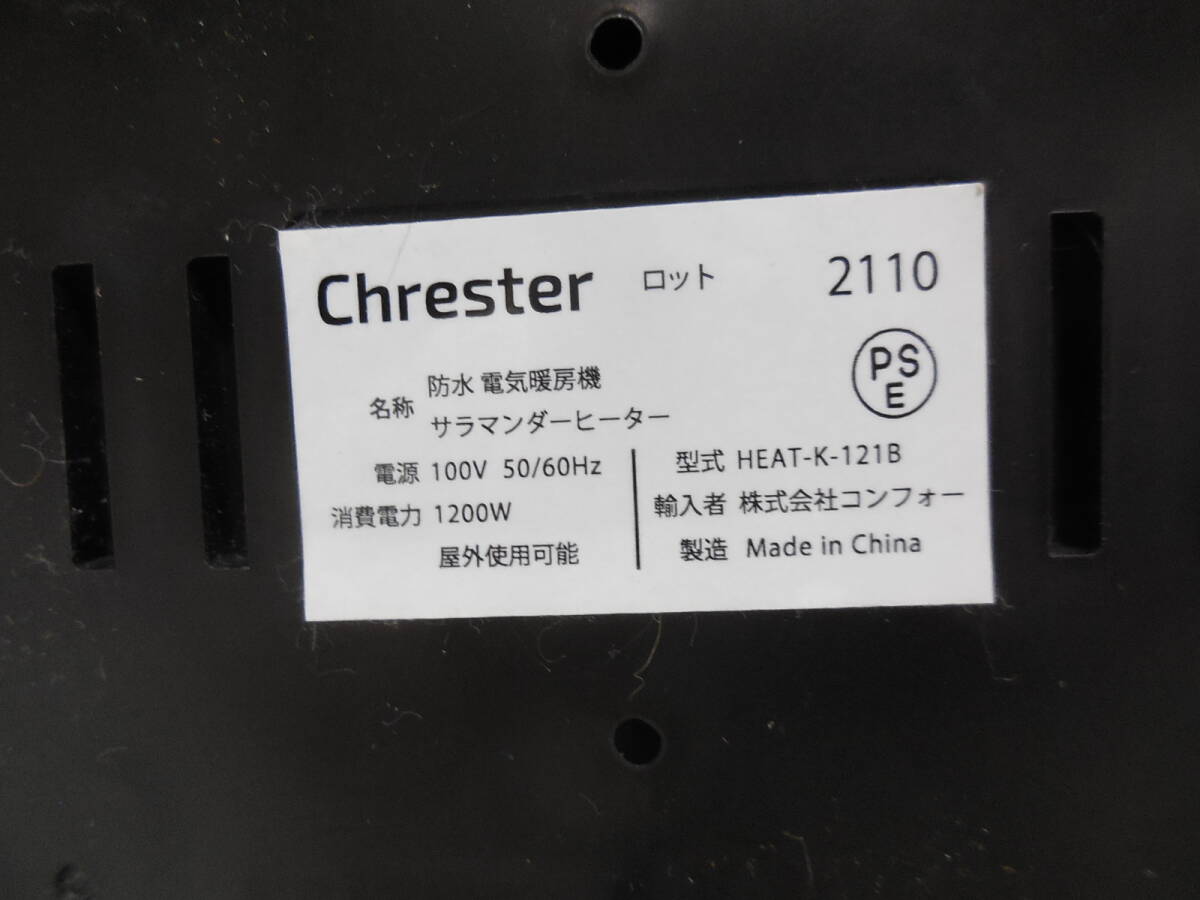 Chrester ロット 2110
PSE
名称 防水 電気暖房機
サラマンダーヒーター
電源 100V 50/60Hz
消費電力 1200W
屋外使用可能
型式 HEAT-K-121B
輸入者 株式会社コンフォー
製造 Made in China